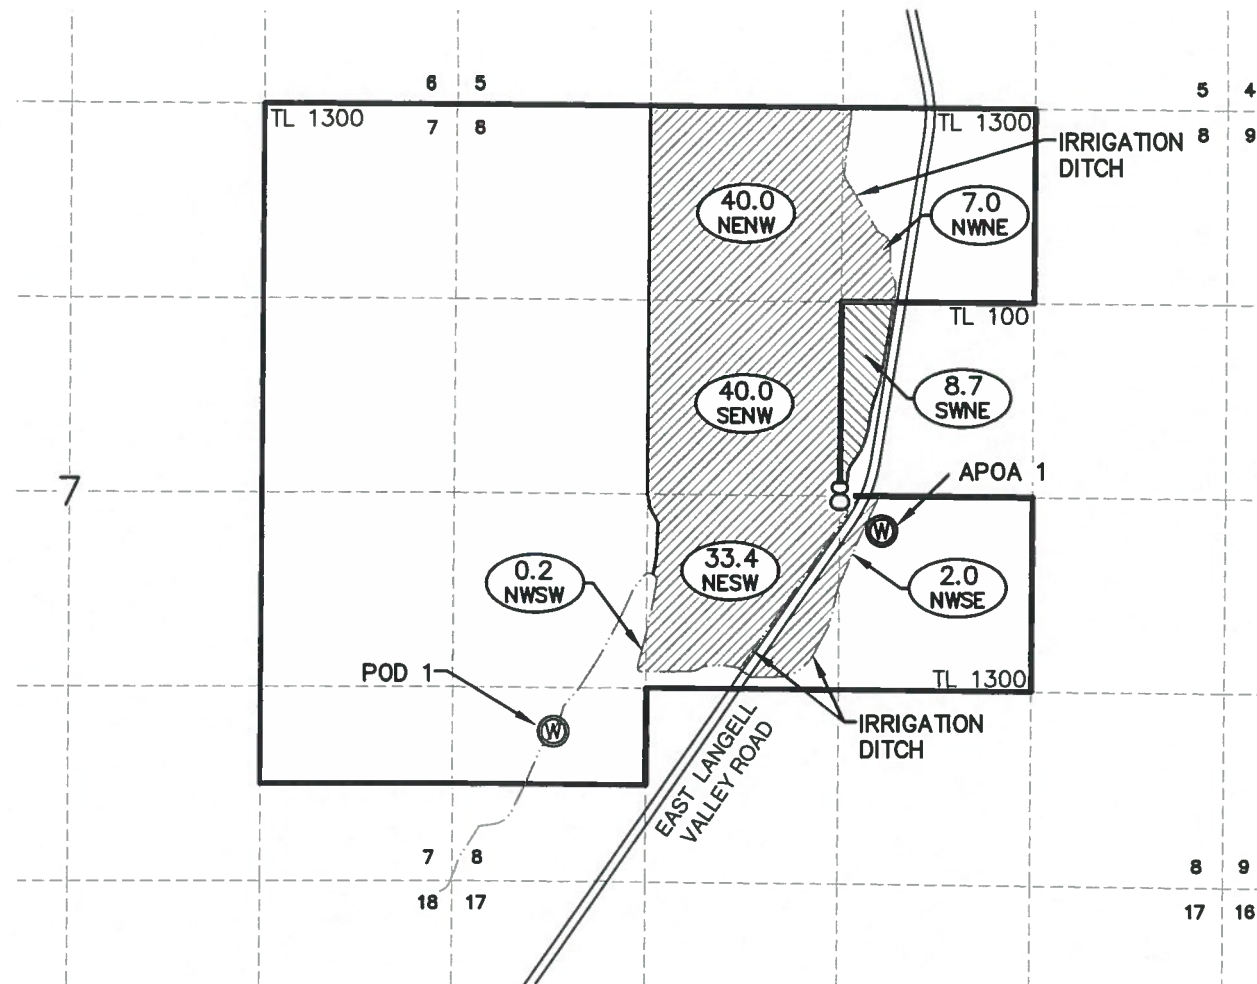 6 5
5 4
TL 1300
7 8
TL 1300
8 9
IRRIGATION
DITCH
40.0
NENW
7.0
NWNE
TL 100
40.0
SENW
8.7
SWNE
7
APOA 1
W
0.2
NWSW
33.4
NESW
2.0
NWSE
POD 1
W
TL 1300
IRRIGATION
DITCH
EAST LANGELL
VALLEY ROAD
7 8
8 9
18 17
17 16